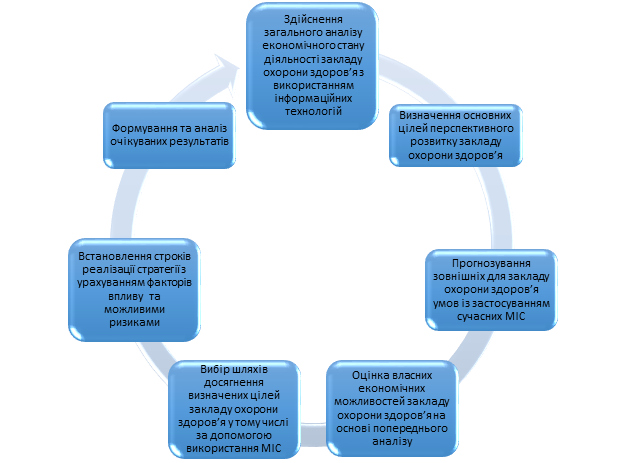 Здійснення
загального аналізу
економічного стану
діяльності закладу
охорони здоров'я з
використанням
інформаційних
технологій
Визначення основних
цілей перспективного
розвитку закладу
охорони здоров'я
Прогнозування
зовнішніх для закладу
охорони здоров'я
умов із застосуванням
сучасних МІС
Оцінка власних
економічних
можливостей закладу
охорони здоров'я на
основі попереднього
аналізу
Вибір шляхів
досягнення
визначених цілей
закладу охорони
здоров'я у тому числі
за допомогою
використання МІС
Встановлення строків
реалізації стратегії з
урахуванням факторів
впливу та
можливими
ризиками
Формування та аналіз
очікуваних результатів